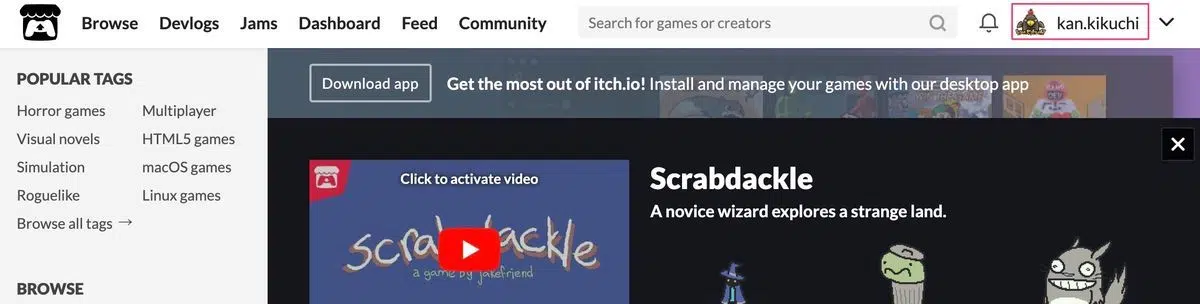 Browse Devlogs Jams Dashboard Feed Community Search for games or creators kan.kikuchi
POPULAR TAGS
Horror games Multiplayer
Visual novels HTML5 games
Simulation macOS games
Roguelike Linux games
Browse all tags →
BROWSE
Download app Get the most out of itch.io! Install and manage your games with our desktop app
Click to activate video
scrabdackle
a game by jakefriend
Scrabdackle
A novice wizard explores a strange land.